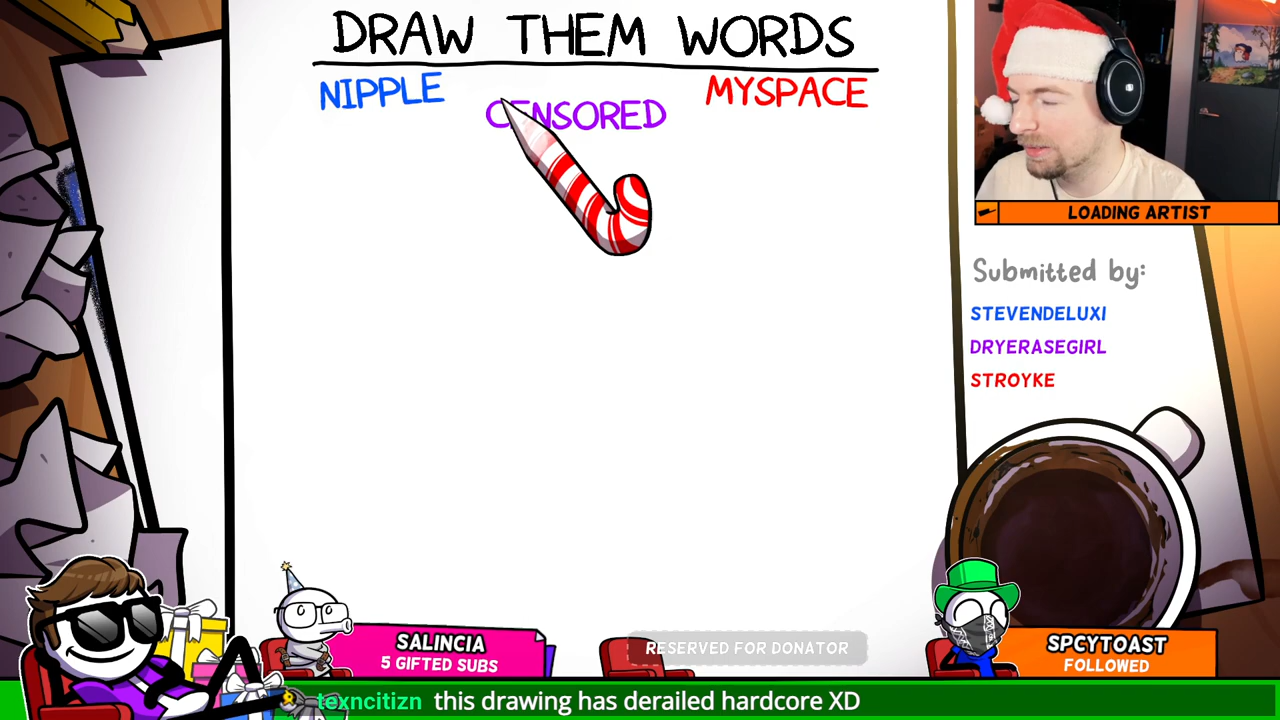 DRAW THEM WORDS
NIPPLE
CENSORED
MYSPACE
LOADING ARTIST
Submitted by:
STEVENDELUXI
DRYERASEGIRL
STROYKE
SALINCIA
5 GIFTED SUBS
RESERVED FOR DONATOR
SPCYTOAST
FOLLOWED
texncitizn this drawing has derailed hardcore XD